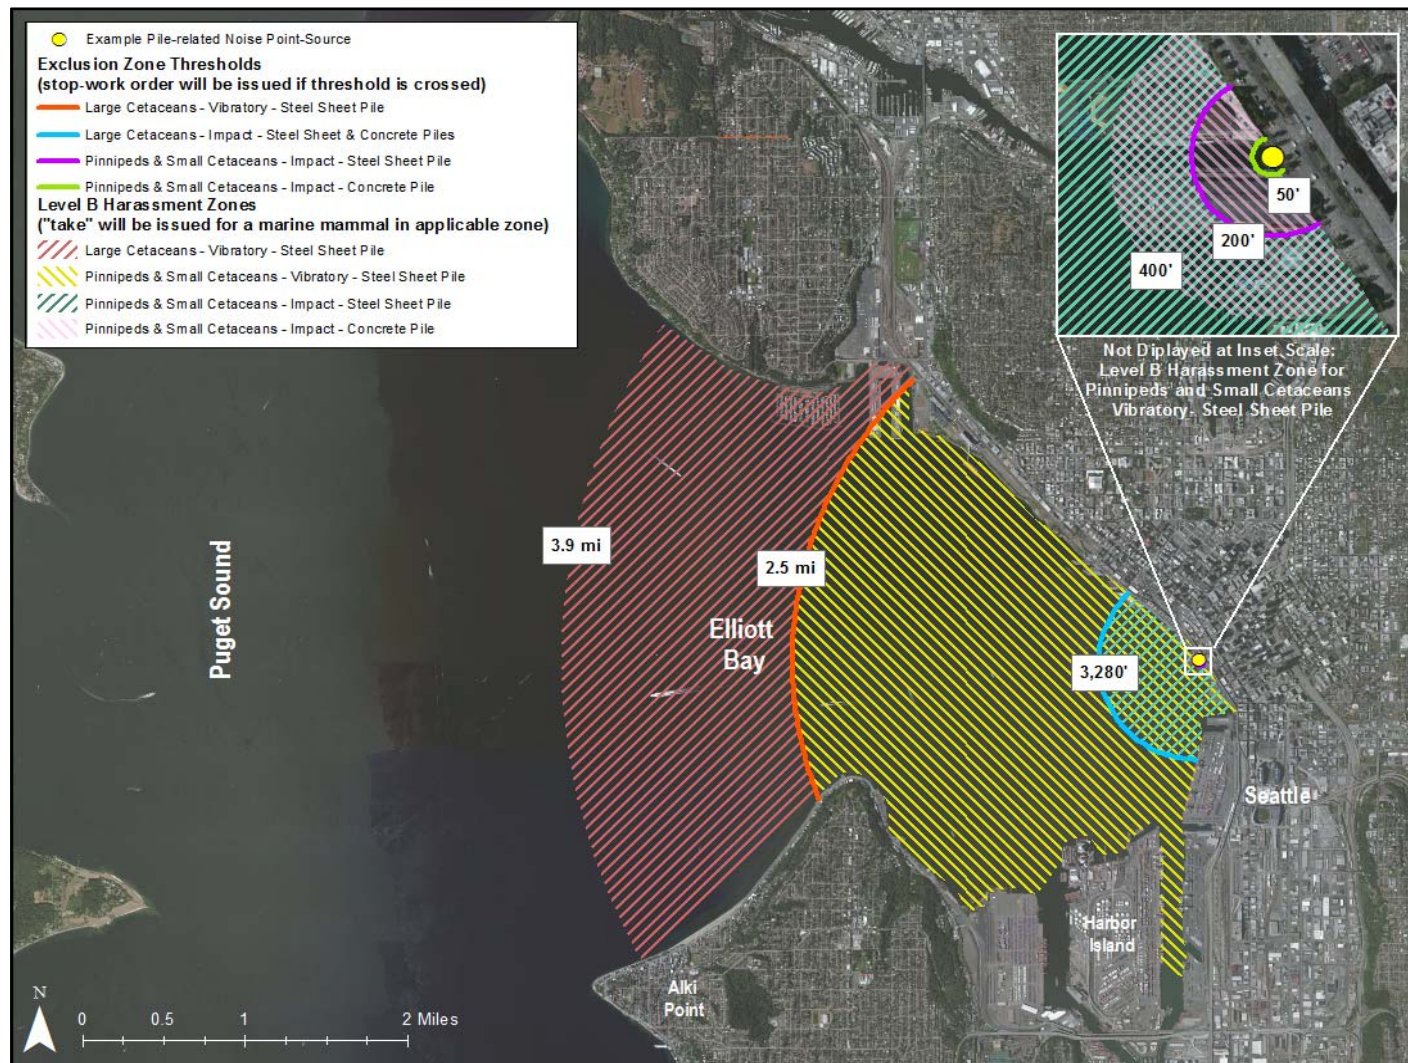 Example Pile-related Noise Point-Source
Exclusion Zone Thresholds
(stop-work order will be issued if threshold is crossed)
Large Cetaceans - Vibratory - Steel Sheet Pile
Large Cetaceans - Impact - Steel Sheet & Concrete Piles
Pinnipeds & Small Cetaceans - Impact - Steel Sheet Pile
Pinnipeds & Small Cetaceans - Impact - Concrete Pile
Level B Harassment Zones
("take" will be issued for a marine mammal in applicable zone)
Large Cetaceans - Vibratory - Steel Sheet Pile
Pinnipeds & Small Cetaceans - Vibratory - Steel Sheet Pile
Pinnipeds & Small Cetaceans - Impact - Steel Sheet Pile
Pinnipeds & Small Cetaceans - Impact - Concrete Pile
50'
200'
400'
Not Diplayed at Inset Scale:
Level B Harassment Zone for
Pinnipeds and Small Cetaceans
Vibratory - Steel Sheet Pile
3.9 mi
2.5 mi
Puget Sound
Elliott
Bay
3,280'
Seattle
Harbor
Island
Alki
Point
N
0 0.5 1 2 Miles